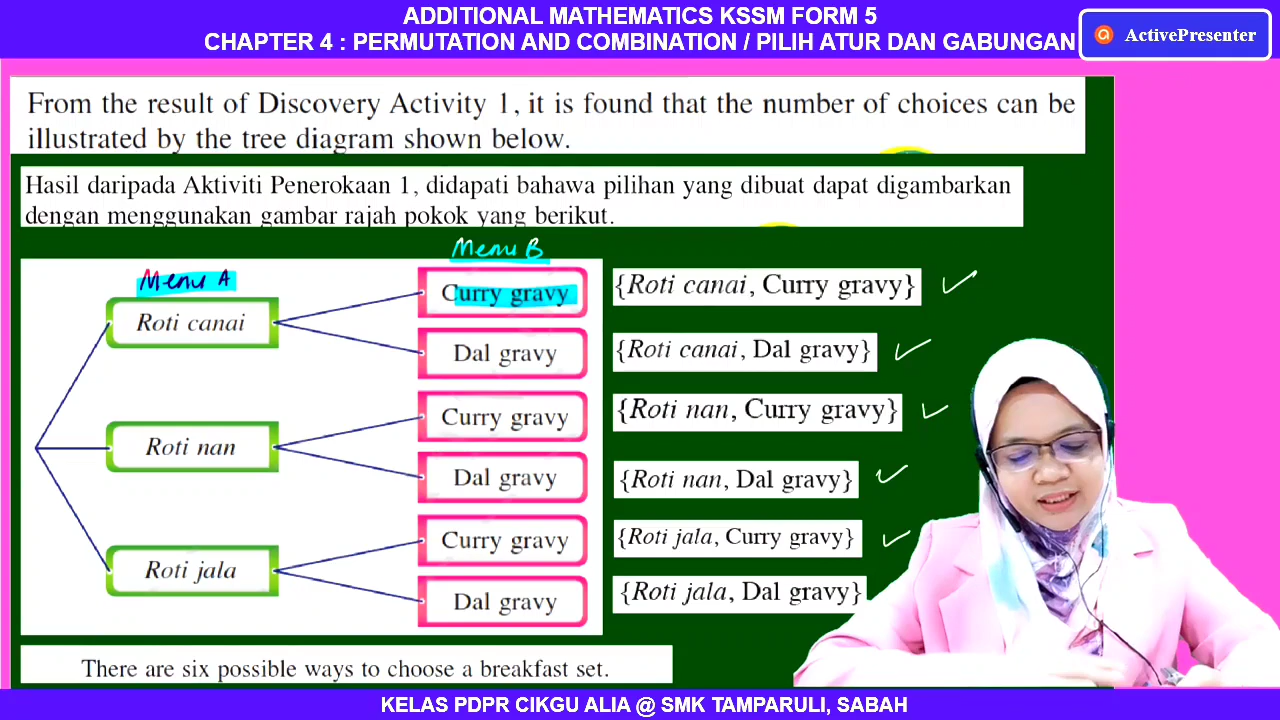 ADDITIONAL MATHEMATICS KSSM FORM 5
CHAPTER 4 : PERMUTATION AND COMBINATION / PILIH ATUR DAN GABUNGAN
ActivePresenter
From the result of Discovery Activity 1, it is found that the number of choices can be
illustrated by the tree diagram shown below.
Hasil daripada Aktiviti Penerokaan 1, didapati bahawa pilihan yang dibuat dapat digambarkan
dengan menggunakan gambar rajah pokok yang berikut.
Menu A
Menu B
Roti canai
Curry gravy
{Roti canai, Curry gravy}
Dal gravy
{Roti canai, Dal gravy}
Roti nan
Curry gravy
{Roti nan, Curry gravy}
Dal gravy
{Roti nan, Dal gravy}
Roti jala
Curry gravy
{Roti jala, Curry gravy}
Dal gravy
{Roti jala, Dal gravy}
There are six possible ways to choose a breakfast set.
KELAS PDPR CIKGU ALIA @ SMK TAMPARULI, SABAH